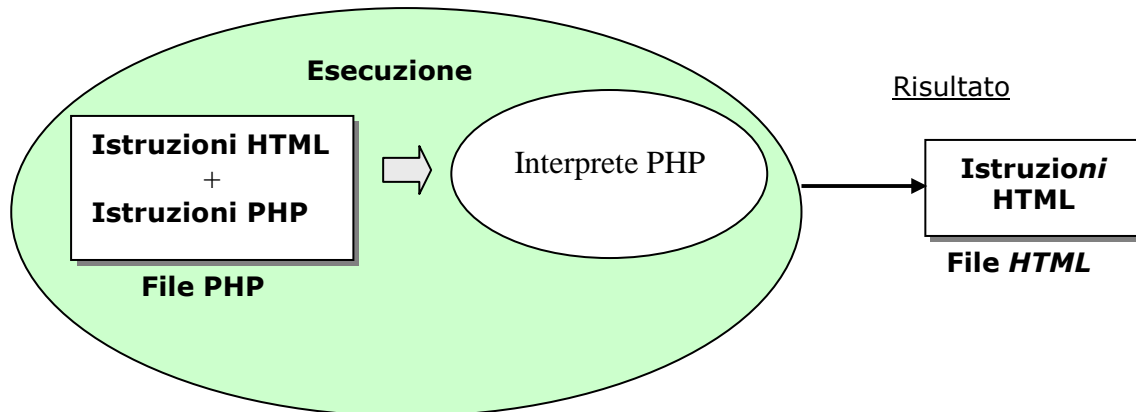 Esecuzione
Istruzioni HTML
+
Istruzioni PHP
File PHP
Interprete PHP
Risultato
Istruzioni
HTML
File HTML